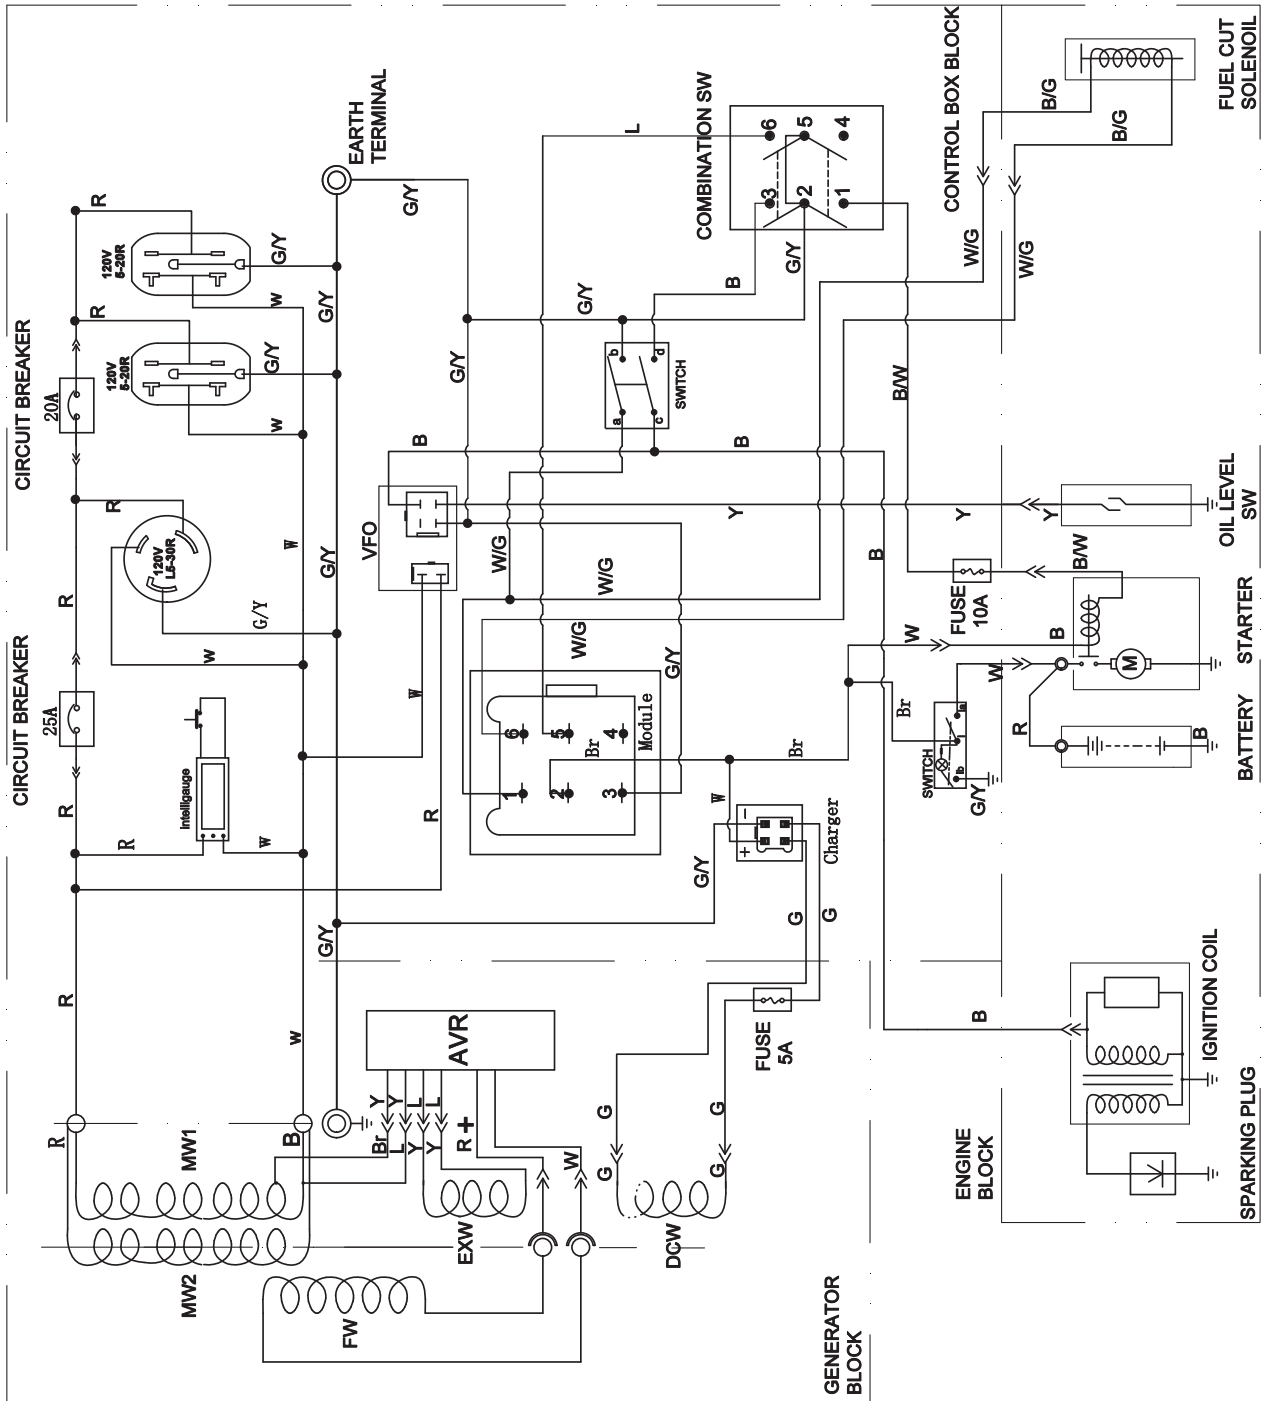 CIRCUIT BREAKER
25A
CIRCUIT BREAKER
20A
R
R
R
R
R
R
R
R
120V
L5-30R
120V
5-20R
120V
5-20R
Intelligauge
W
W
W
W
W
W
G/Y
G/Y
G/Y
G/Y
G/Y
G/Y
EARTH
TERMINAL
G/Y
R
MW1
MW2
B
FW
EXW
DCW
AVR
Y
Y
L
L
Br
L
Y
Y
R +
W
VFO
B
W
R
G/Y
W/G
W/G
W/G
G/Y
Module
1
2
3
4
5
6
Br
Br
W
G/Y
+
-
Charger
G
G
FUSE
5A
G
G
G
G
L
COMBINATION SW
6
5
4
3
2
1
B
G/Y
G/Y
a
b
c
d
SWITCH
B
Y
B
B/W
CONTROL BOX BLOCK
W/G
W/G
B/G
B/G
FUEL CUT
SOLENOIL
Y
Y
OIL LEVEL
SW
FUSE
10A
B/W
W
B
W
STARTER
M
Br
SWITCH
ia
i
ib
G/Y
R
B
BATTERY
B
IGNITION COIL
SPARKING PLUG
ENGINE
BLOCK
GENERATOR
BLOCK